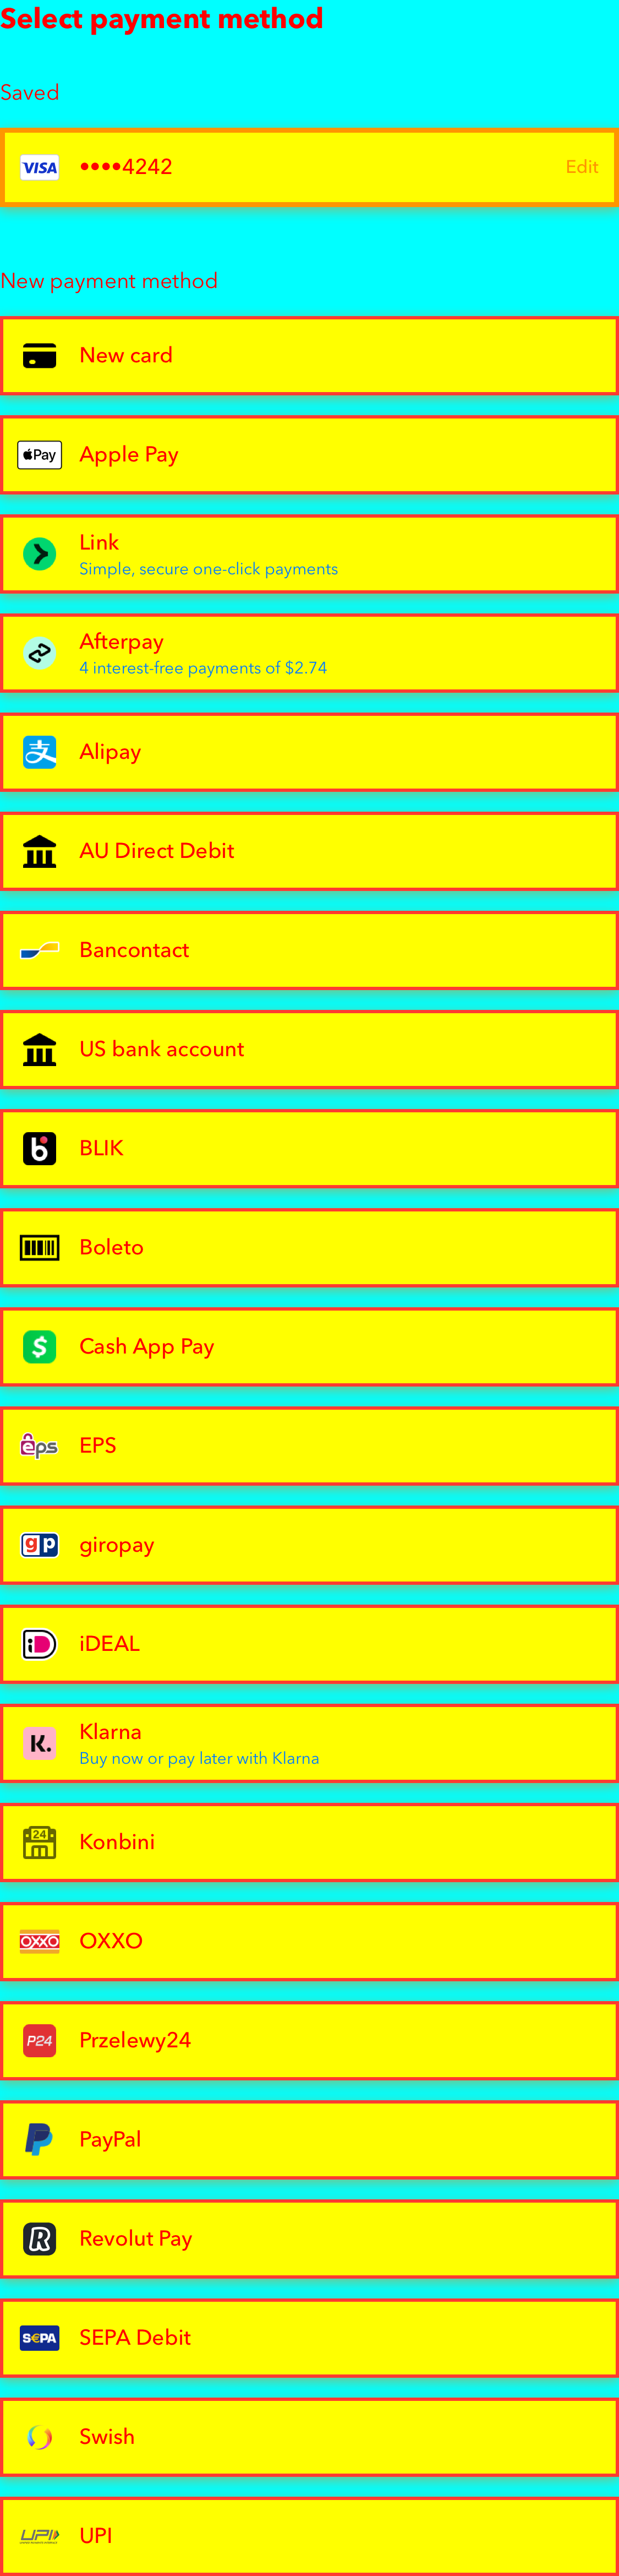 Select payment method
Saved
VISA ••••4242 Edit
New payment method
New card
Pay Apple Pay
Link
Simple, secure one-click payments
Afterpay
4 interest-free payments of $2.74
支 Alipay
AU Direct Debit
Bancontact
US bank account
b BLIK
Boleto
$ Cash App Pay
eps EPS
gp giropay
iD iDEAL
Klarna
K.
Buy now or pay later with Klarna
24 Konbini
OXXO OXXO
P24 Przelewy24
PayPal
R Revolut Pay
S€PA SEPA Debit
Swish
UPI UPI